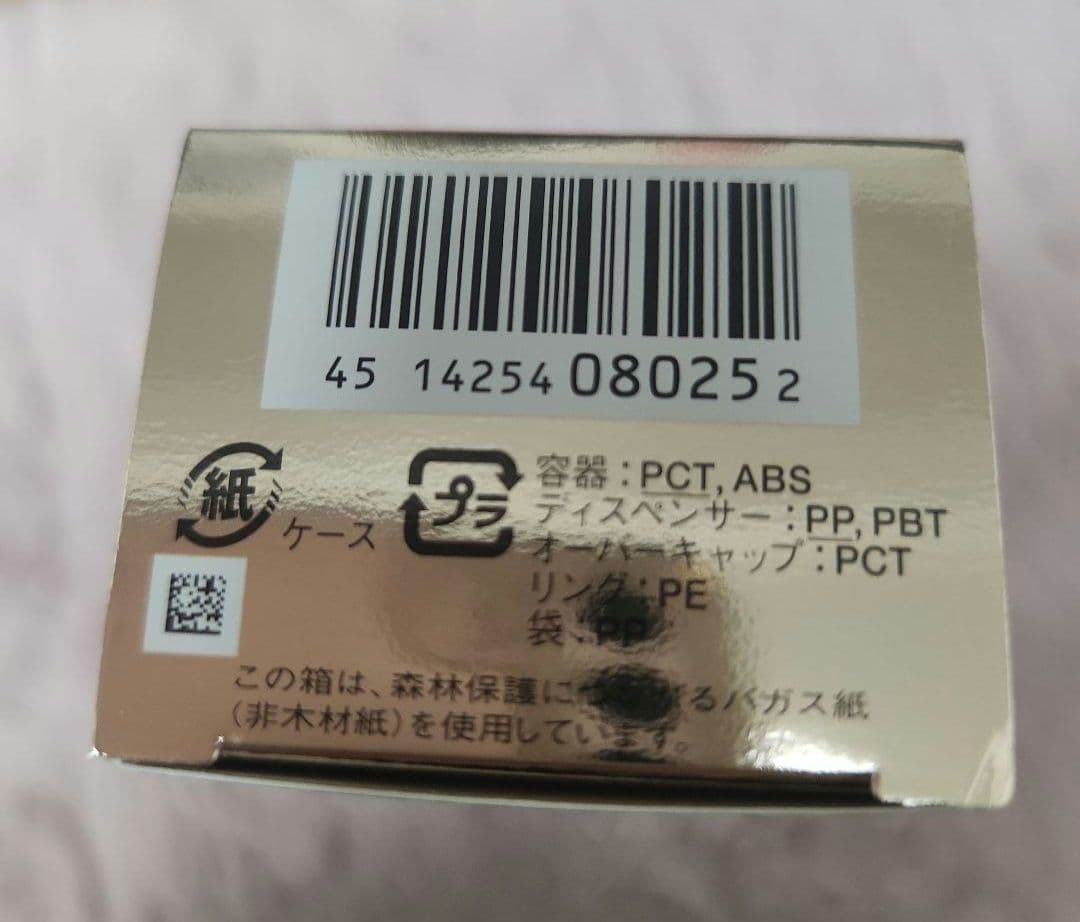 45 14254 08025 2
紙 ケース
プラ
容器：PCT, ABS
ディスペンサー：PP, PBT
オーバーキャップ：PCT
リング：PE
袋：PP
この箱は、森林保護につながるバガス紙
（非木材紙）を使用しています。